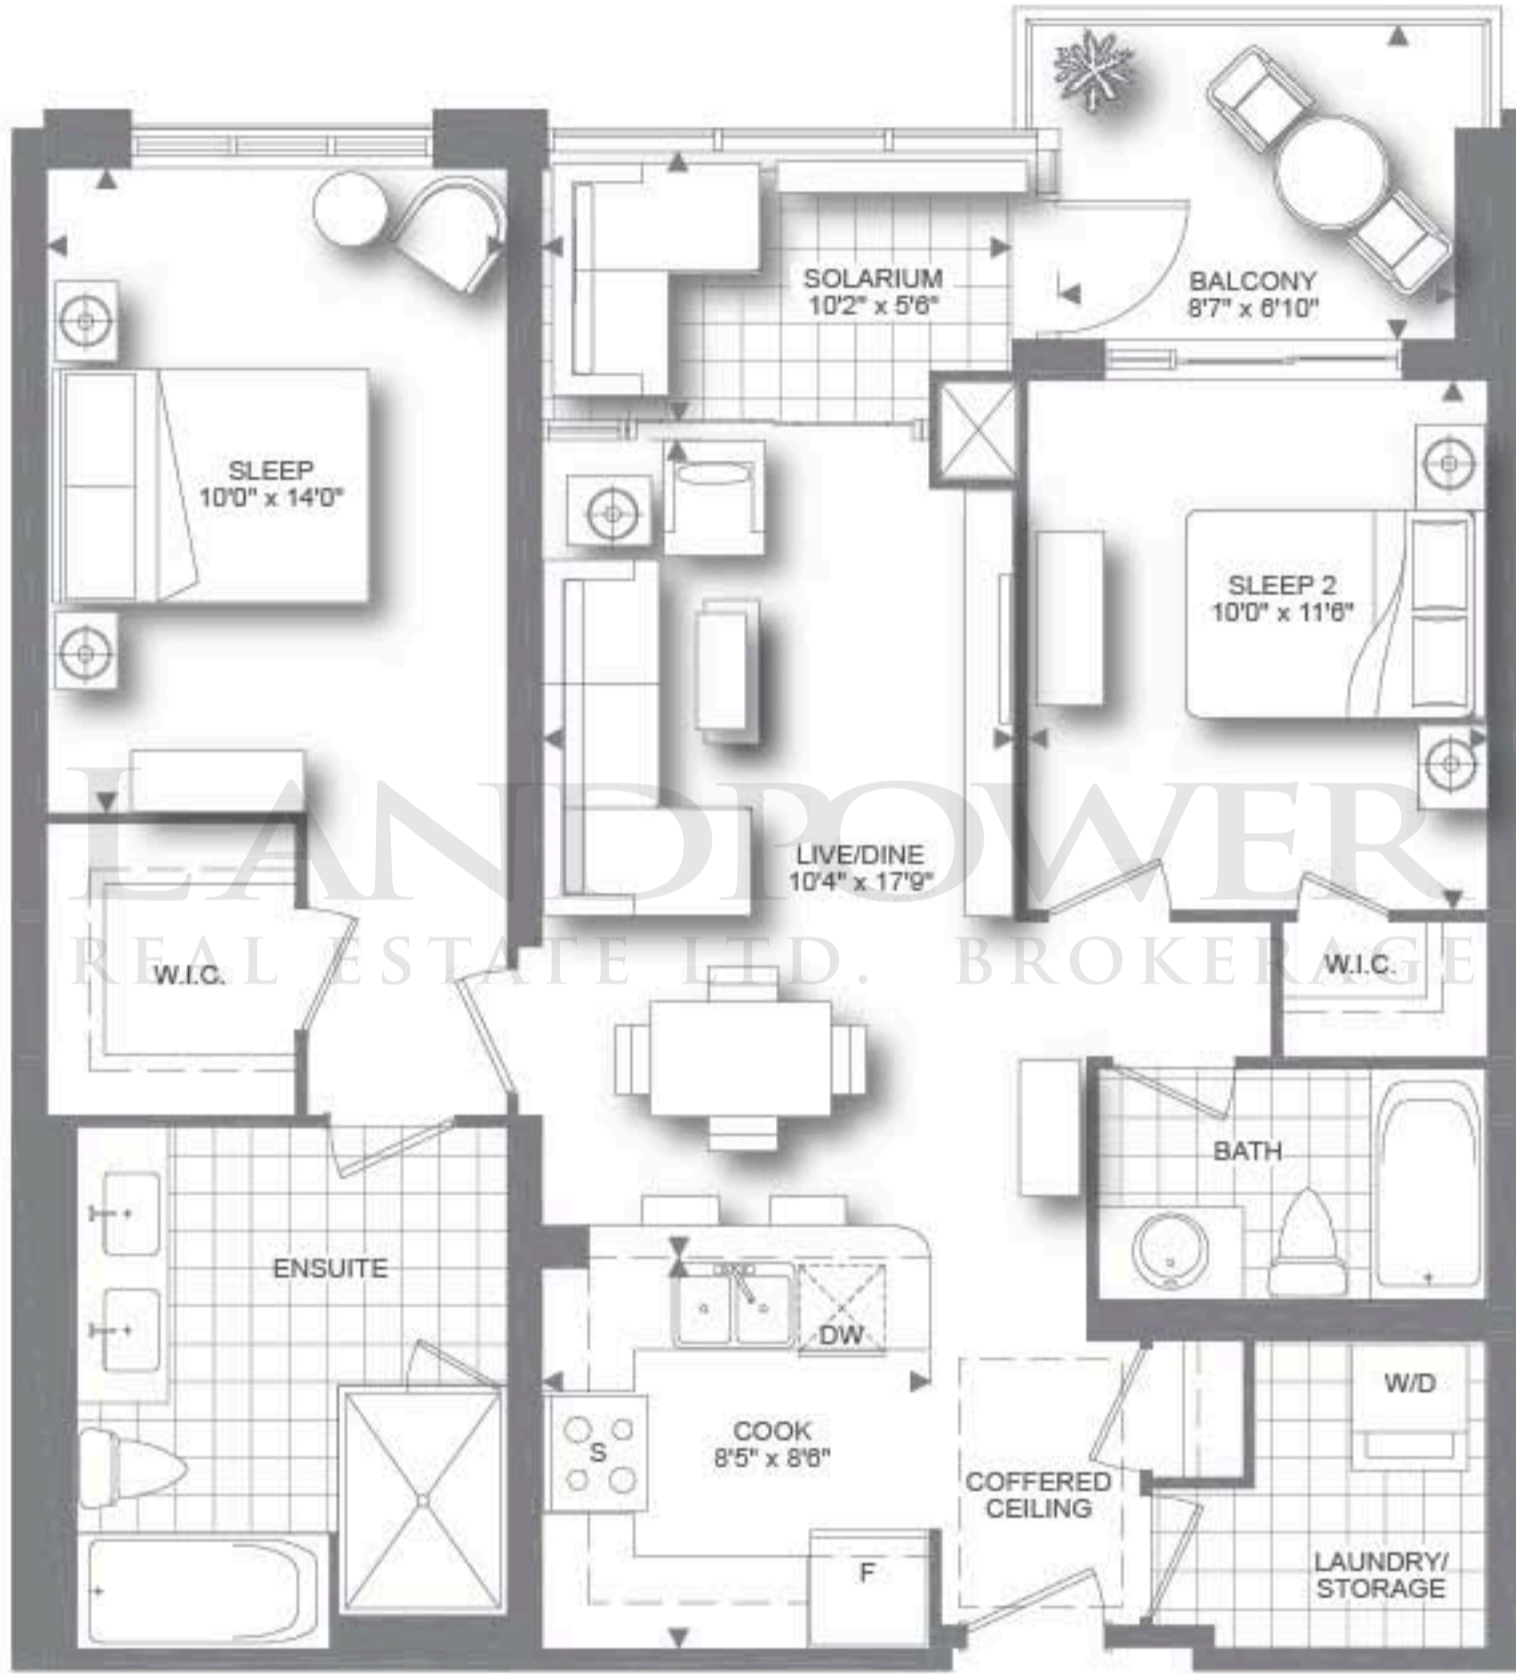 SOLARIUM
10'2" x 5'6"
BALCONY
8'7" x 6'10"
SLEEP
10'0" x 14'0"
SLEEP 2
10'0" x 11'6"
LANDPOWER
REAL ESTATE LTD. BROKERAGE
LIVE/DINE
10'4" x 17'9"
W.I.C.
W.I.C.
BATH
ENSUITE
DW
W/D
COOK
8'5" x 8'6"
S
COFFERED
CEILING
F
LAUNDRY/
STORAGE